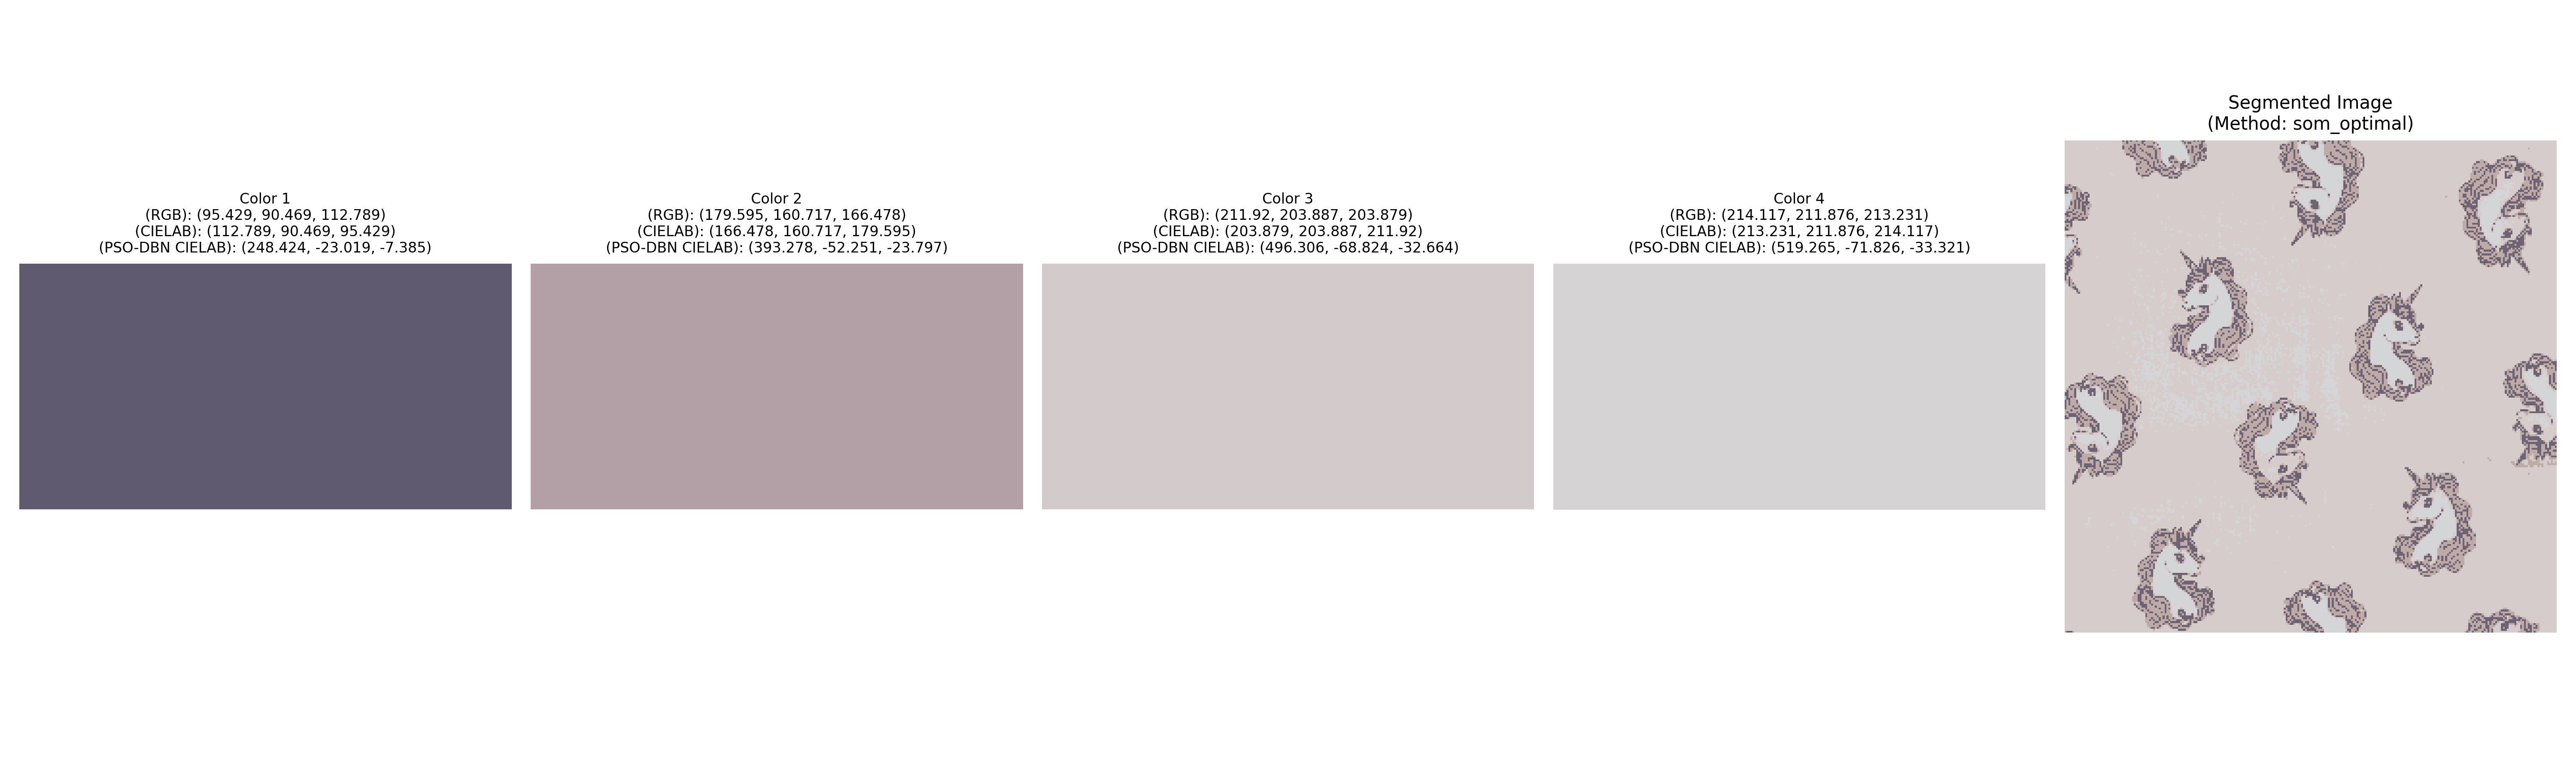 Color 1
(RGB): (95.429, 90.469, 112.789)
(CIELAB): (112.789, 90.469, 95.429)
(PSO-DBN CIELAB): (248.424, -23.019, -7.385)
Color 2
(RGB): (179.595, 160.717, 166.478)
(CIELAB): (166.478, 160.717, 179.595)
(PSO-DBN CIELAB): (393.278, -52.251, -23.797)
Color 3
(RGB): (211.92, 203.887, 203.879)
(CIELAB): (203.879, 203.887, 211.92)
(PSO-DBN CIELAB): (496.306, -68.824, -32.664)
Color 4
(RGB): (214.117, 211.876, 213.231)
(CIELAB): (213.231, 211.876, 214.117)
(PSO-DBN CIELAB): (519.265, -71.826, -33.321)
Segmented Image
(Method: som_optimal)